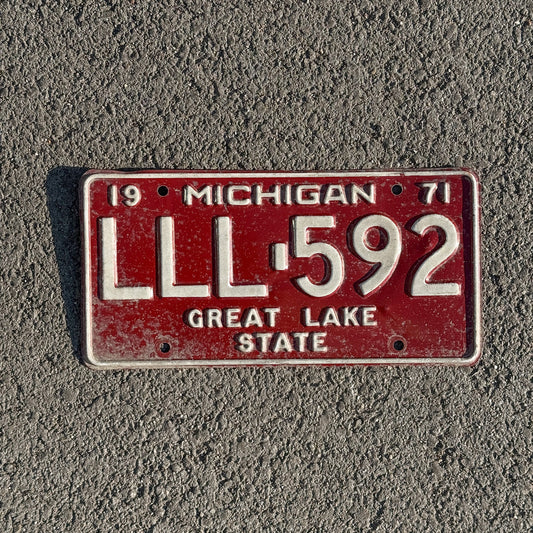 19 MICHIGAN 71
LLL-592
GREAT LAKE
STATE